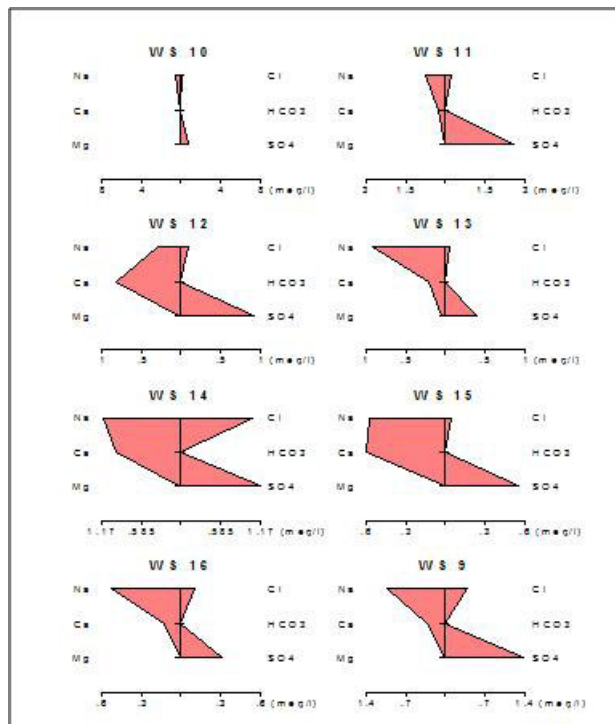 WS 10 WS 11
Na Cl Na Cl
Ca HCO3 Ca HCO3
Mg SO4 Mg SO4
8 4 4 8 (meq/l) 3 1.5 1.5 3 (meq/l)
WS 12 WS 13
Na Cl Na Cl
Ca HCO3 Ca HCO3
Mg SO4 Mg SO4
1 .5 .5 1 (meq/l) 1 .5 .5 1 (meq/l)
WS 14 WS 15
Na Cl Na Cl
Ca HCO3 Ca HCO3
Mg SO4 Mg SO4
1.17 .585 .585 1.17 (meq/l) .6 .3 .3 .6 (meq/l)
WS 16 WS 9
Na Cl Na Cl
Ca HCO3 Ca HCO3
Mg SO4 Mg SO4
.6 .3 .3 .6 (meq/l) 1.4 .7 .7 1.4 (meq/l)